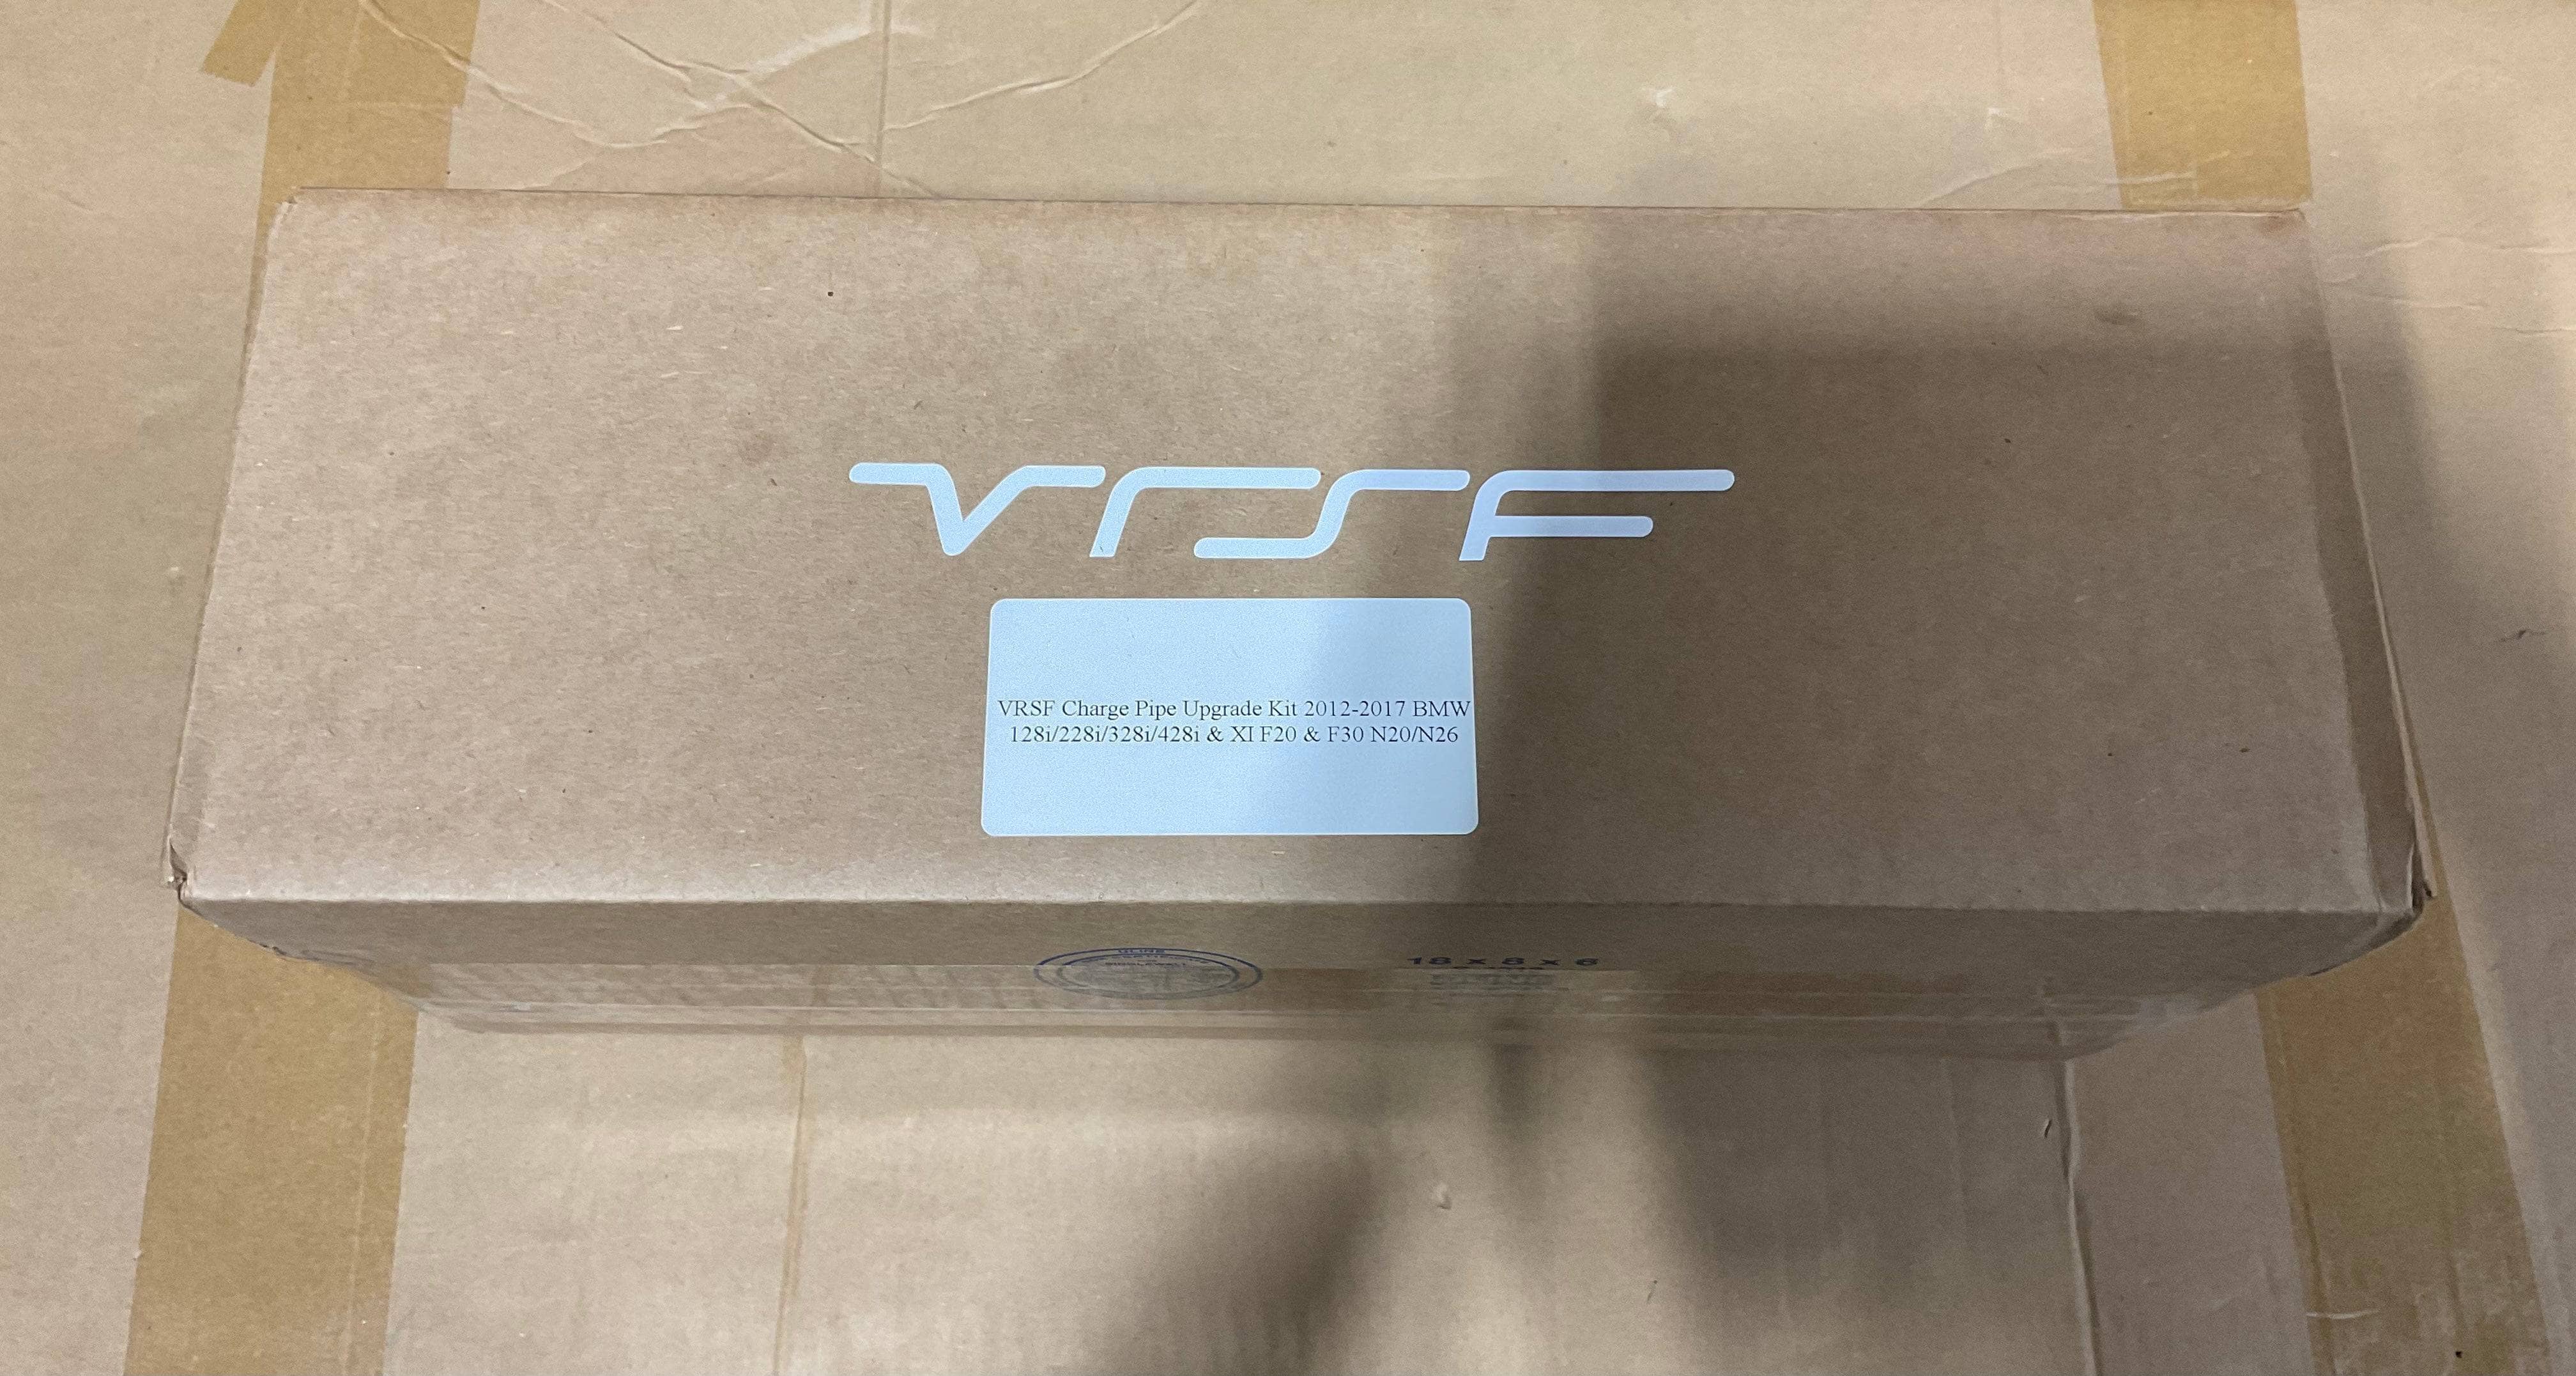 VRSF
VRSF Charge Pipe Upgrade Kit 2012-2017 BMW
128i/228i/328i/428i & XI F20 & F30 N20/N26
18 x 8 x 6